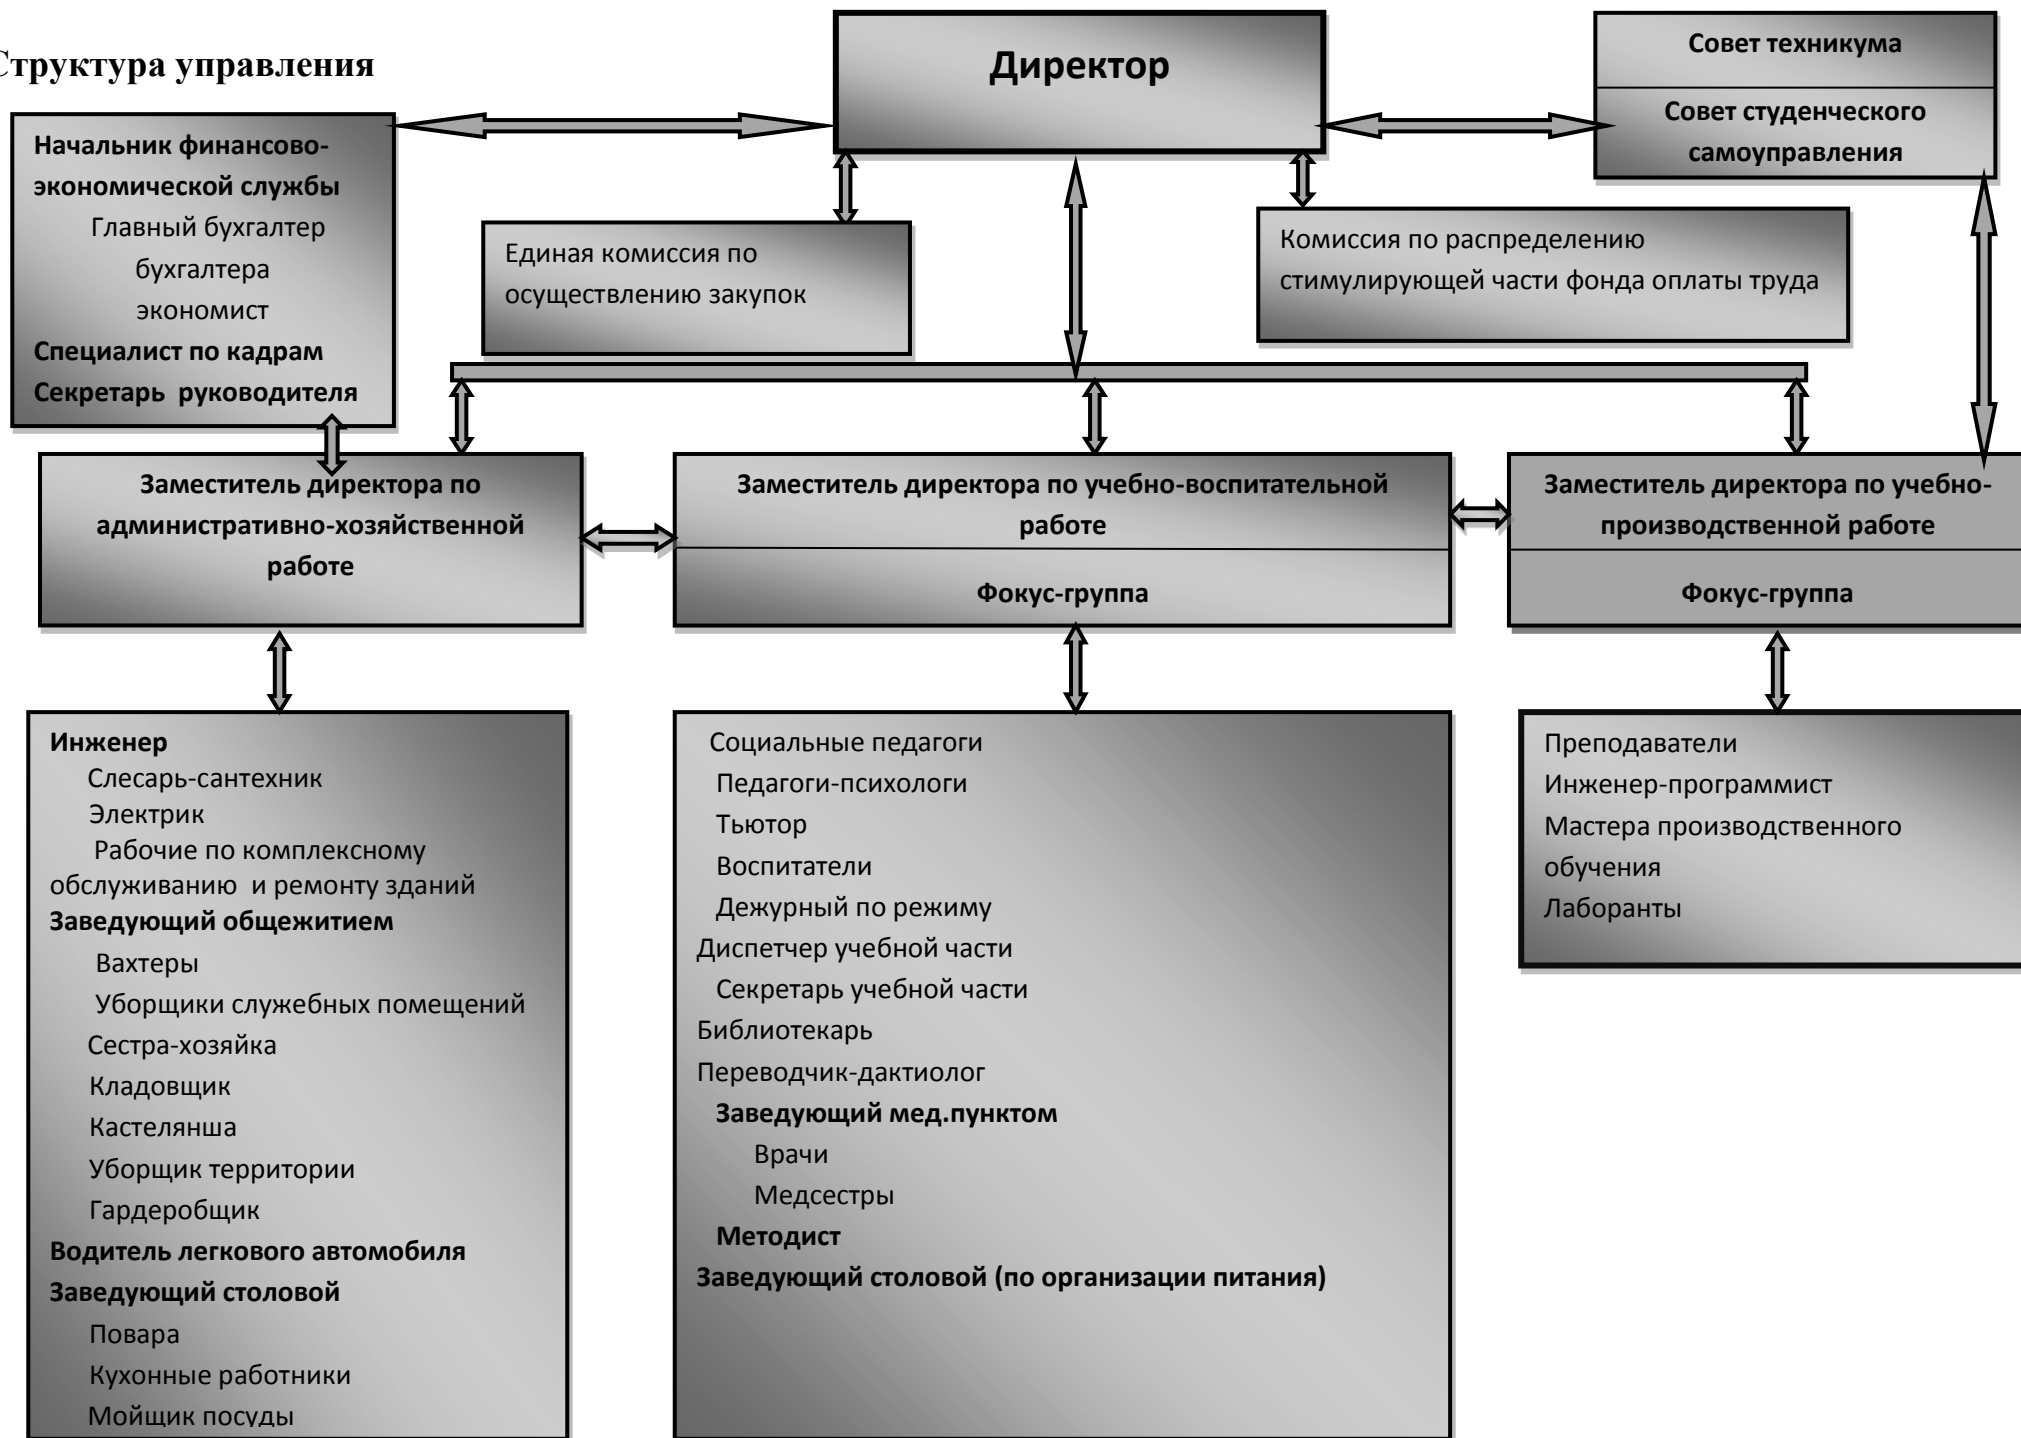 Структура управления
Директор
Совет техникума
Совет студенческого
самоуправления
Начальник финансово-
экономической службы
Главный бухгалтер
бухгалтера
экономист
Специалист по кадрам
Секретарь руководителя
Единая комиссия по
осуществлению закупок
Комиссия по распределению
стимулирующей части фонда оплаты труда
Заместитель директора по
административно-хозяйственной
работе
Заместитель директора по учебно-воспитательной
работе
Фокус-группа
Заместитель директора по учебно-
производственной работе
Фокус-группа
Инженер
Слесарь-сантехник
Электрик
Рабочие по комплексному
обслуживанию и ремонту зданий
Заведующий общежитием
Вахтеры
Уборщики служебных помещений
Сестра-хозяйка
Кладовщик
Кастелянша
Уборщик территории
Гардеробщик
Водитель легкового автомобиля
Заведующий столовой
Повара
Кухонные работники
Мойщик посуды
Социальные педагоги
Педагоги-психологи
Тьютор
Воспитатели
Дежурный по режиму
Диспетчер учебной части
Секретарь учебной части
Библиотекарь
Переводчик-дактиолог
Заведующий мед.пунктом
Врачи
Медсестры
Методист
Заведующий столовой (по организации питания)
Преподаватели
Инженер-программист
Мастера производственного
обучения
Лаборанты